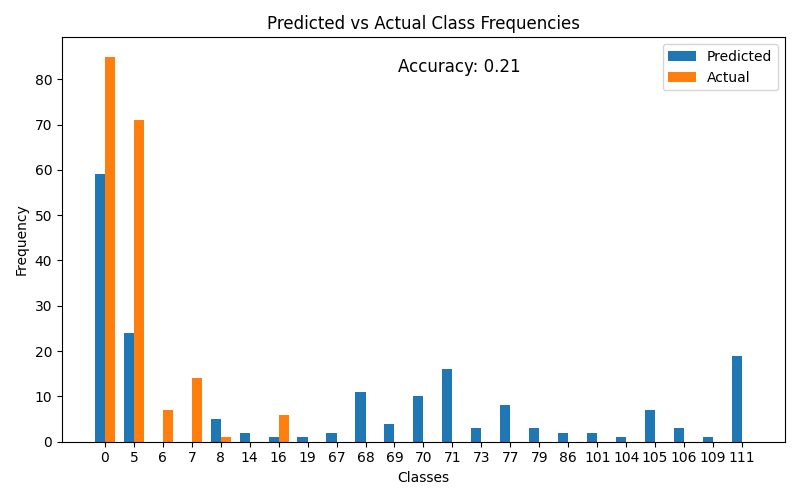 Predicted vs Actual Class Frequencies
Accuracy: 0.21
Predicted
Actual
Frequency
80
70
60
50
40
30
20
10
0
0 5 6 7 8 14 16 19 67 68 69 70 71 73 77 79 86 101 104 105 106 109 111
Classes